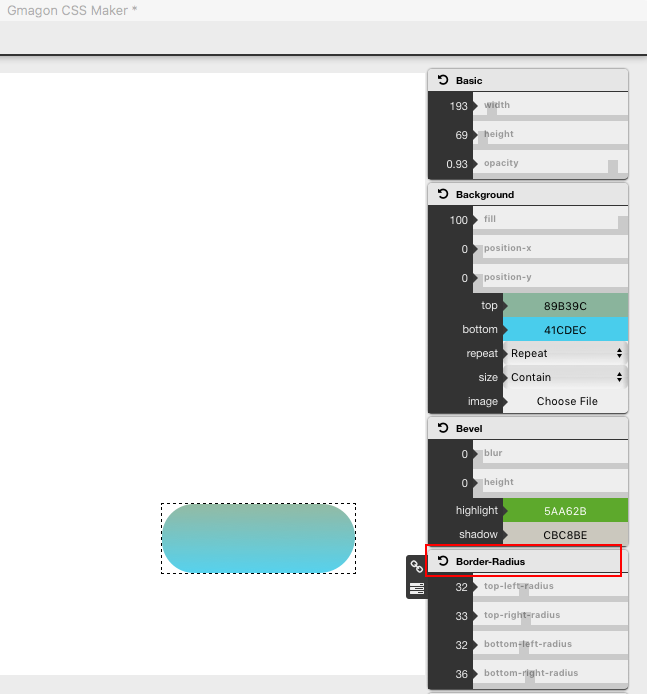 Gmagon CSS Maker *
Basic
193 width
69 height
0.93 opacity
Background
100 fill
0 position-x
0 position-y
top 89B39C
bottom 41CDEC
repeat Repeat
size Contain
image Choose File
Bevel
0 blur
0 height
highlight 5AA62B
shadow CBC8BE
Border-Radius
32 top-left-radius
33 top-right-radius
32 bottom-left-radius
36 bottom-right-radius